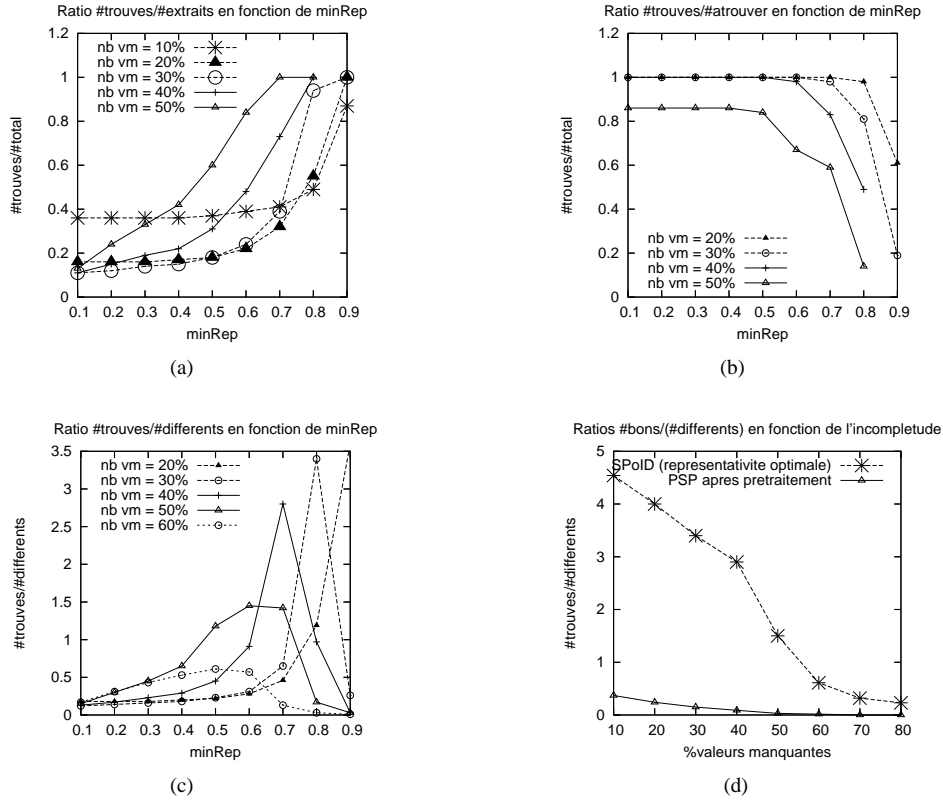 Ratio #trouves/#extraits en fonction de minRep
1.2
1
0.8
0.6
0.4
0.2
0
#trouves/#total
nb vm = 10%
nb vm = 20%
nb vm = 30%
nb vm = 40%
nb vm = 50%
0.1 0.2 0.3 0.4 0.5 0.6 0.7 0.8 0.9
minRep
(a)
Ratio #trouves/#atrouver en fonction de minRep
1.2
1
0.8
0.6
0.4
0.2
0
#trouves/#total
nb vm = 20%
nb vm = 30%
nb vm = 40%
nb vm = 50%
0.1 0.2 0.3 0.4 0.5 0.6 0.7 0.8 0.9
minRep
(b)
Ratio #trouves/#differents en fonction de minRep
3.5
3
2.5
2
1.5
1
0.5
0
#trouves/#differents
nb vm = 20%
nb vm = 30%
nb vm = 40%
nb vm = 50%
nb vm = 60%
0.1 0.2 0.3 0.4 0.5 0.6 0.7 0.8 0.9
minRep
(c)
Ratios #bons/(#differents) en fonction de l'incompletude
5
4
3
2
1
0
#trouves/#differents
SPoID (representativite optimale)
PSP apres pretraitement
10 20 30 40 50 60 70 80
%valeurs manquantes
(d)